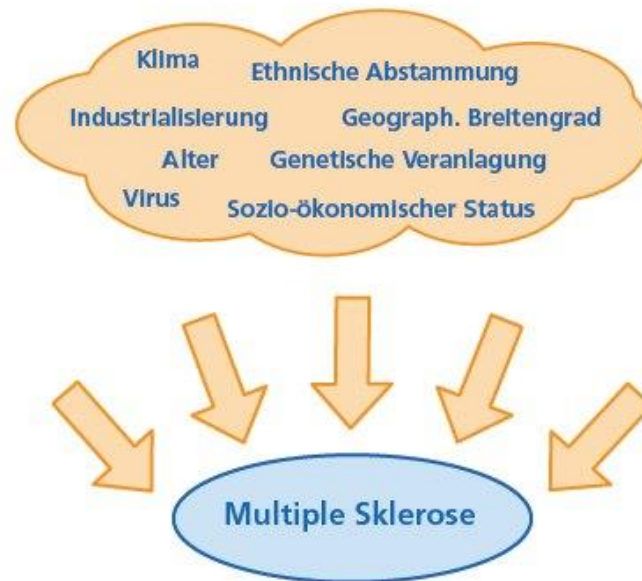 Klima
Ethnische Abstammung
Industrialisierung
Geograph. Breitengrad
Alter
Genetische Veranlagung
Virus
Sozio-ökonomischer Status
Multiple Sklerose